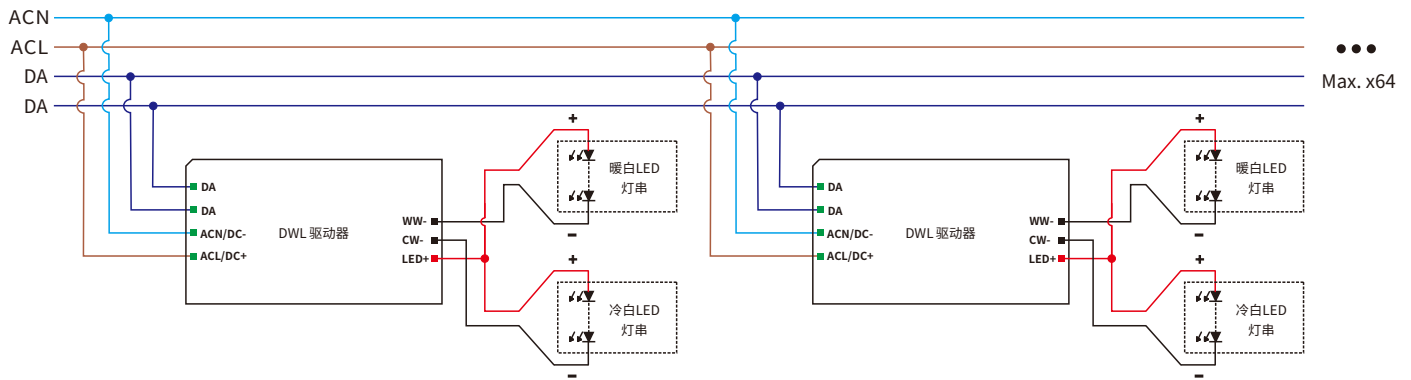 ACN
ACL
DA
DA
Max. x64
DA
DA
ACN/DC-
ACL/DC+
DWL 驱动器
WW-
CW-
LED+
+
暖白LED
灯串
-
+
冷白LED
灯串
-
DA
DA
ACN/DC-
ACL/DC+
DWL 驱动器
WW-
CW-
LED+
+
暖白LED
灯串
-
+
冷白LED
灯串
-